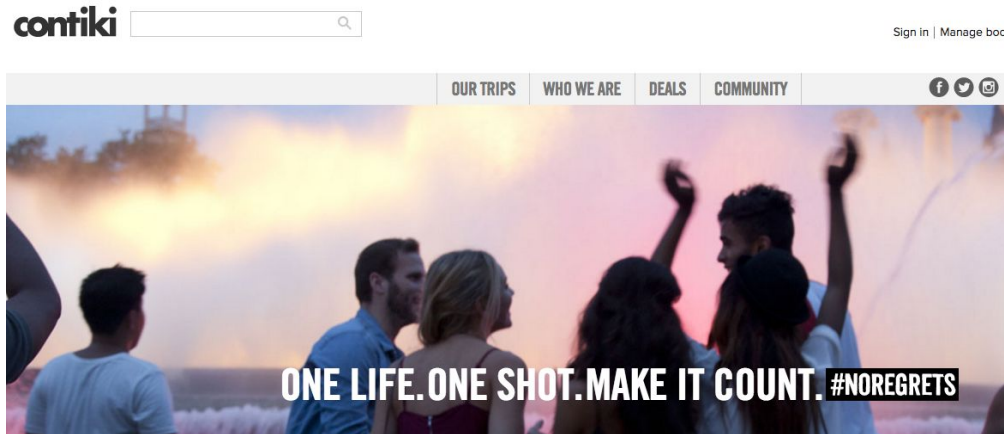 contiki
Sign in | Manage boo
OUR TRIPS WHO WE ARE DEALS COMMUNITY
ONE LIFE. ONE SHOT. MAKE IT COUNT. #NOREGRETS